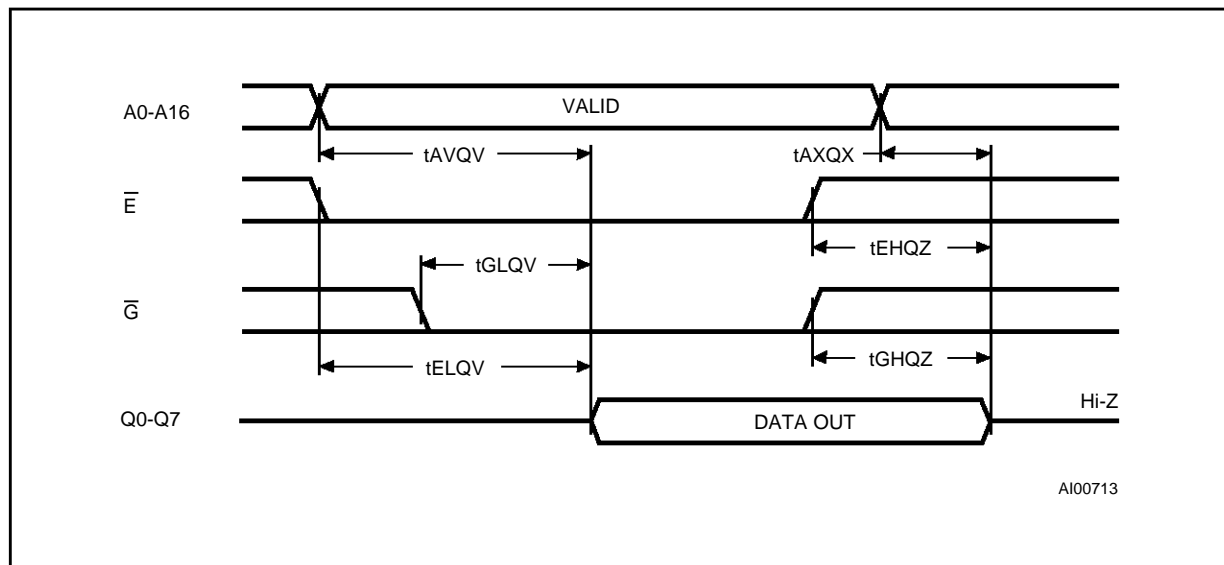 A0-A16
VALID
tAVQV
tAXQX
E̅
tEHQZ
tGLQV
G̅
tGHQZ
tELQV
Hi-Z
Q0-Q7
DATA OUT
AI00713